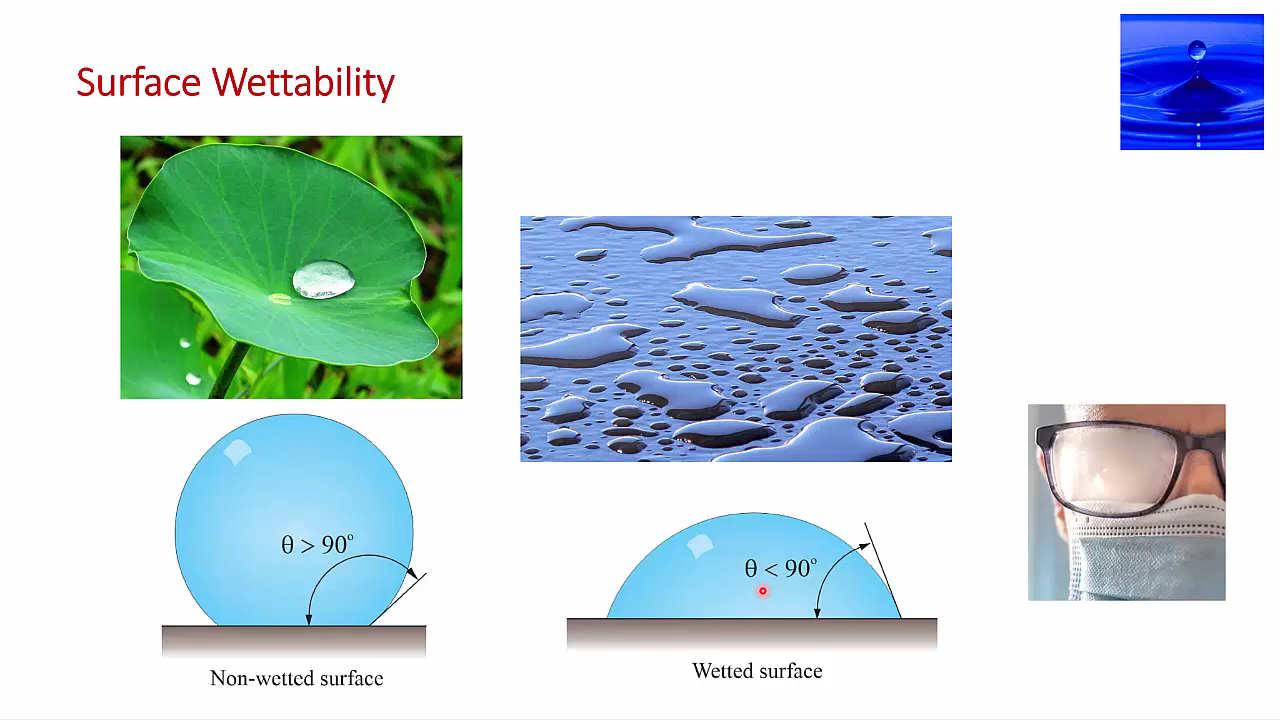 Surface Wettability
θ > 90°
Non-wetted surface
θ < 90°
Wetted surface